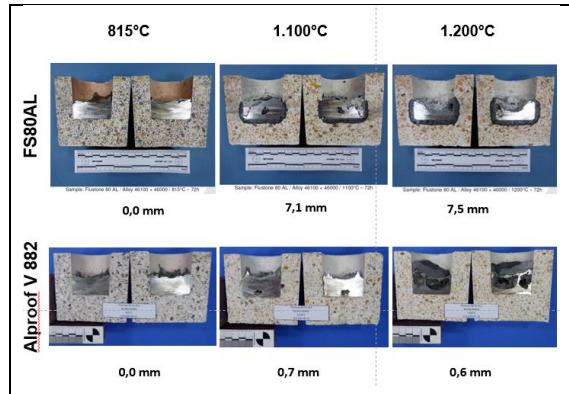 815°C 1.100°C 1.200°C
FS80AL
Sample: Flustone 80 AL / Alloy 46100 + 46000 / 815°C – 72h
Sample: Flustone 80 AL / Alloy 46100 + 46000 / 1100°C – 72h
Sample: Flustone 80 AL / Alloy 46100 + 46000 / 1200°C – 72h
0,0 mm 7,1 mm 7,5 mm
Alproof V 882
0,0 mm 0,7 mm 0,6 mm